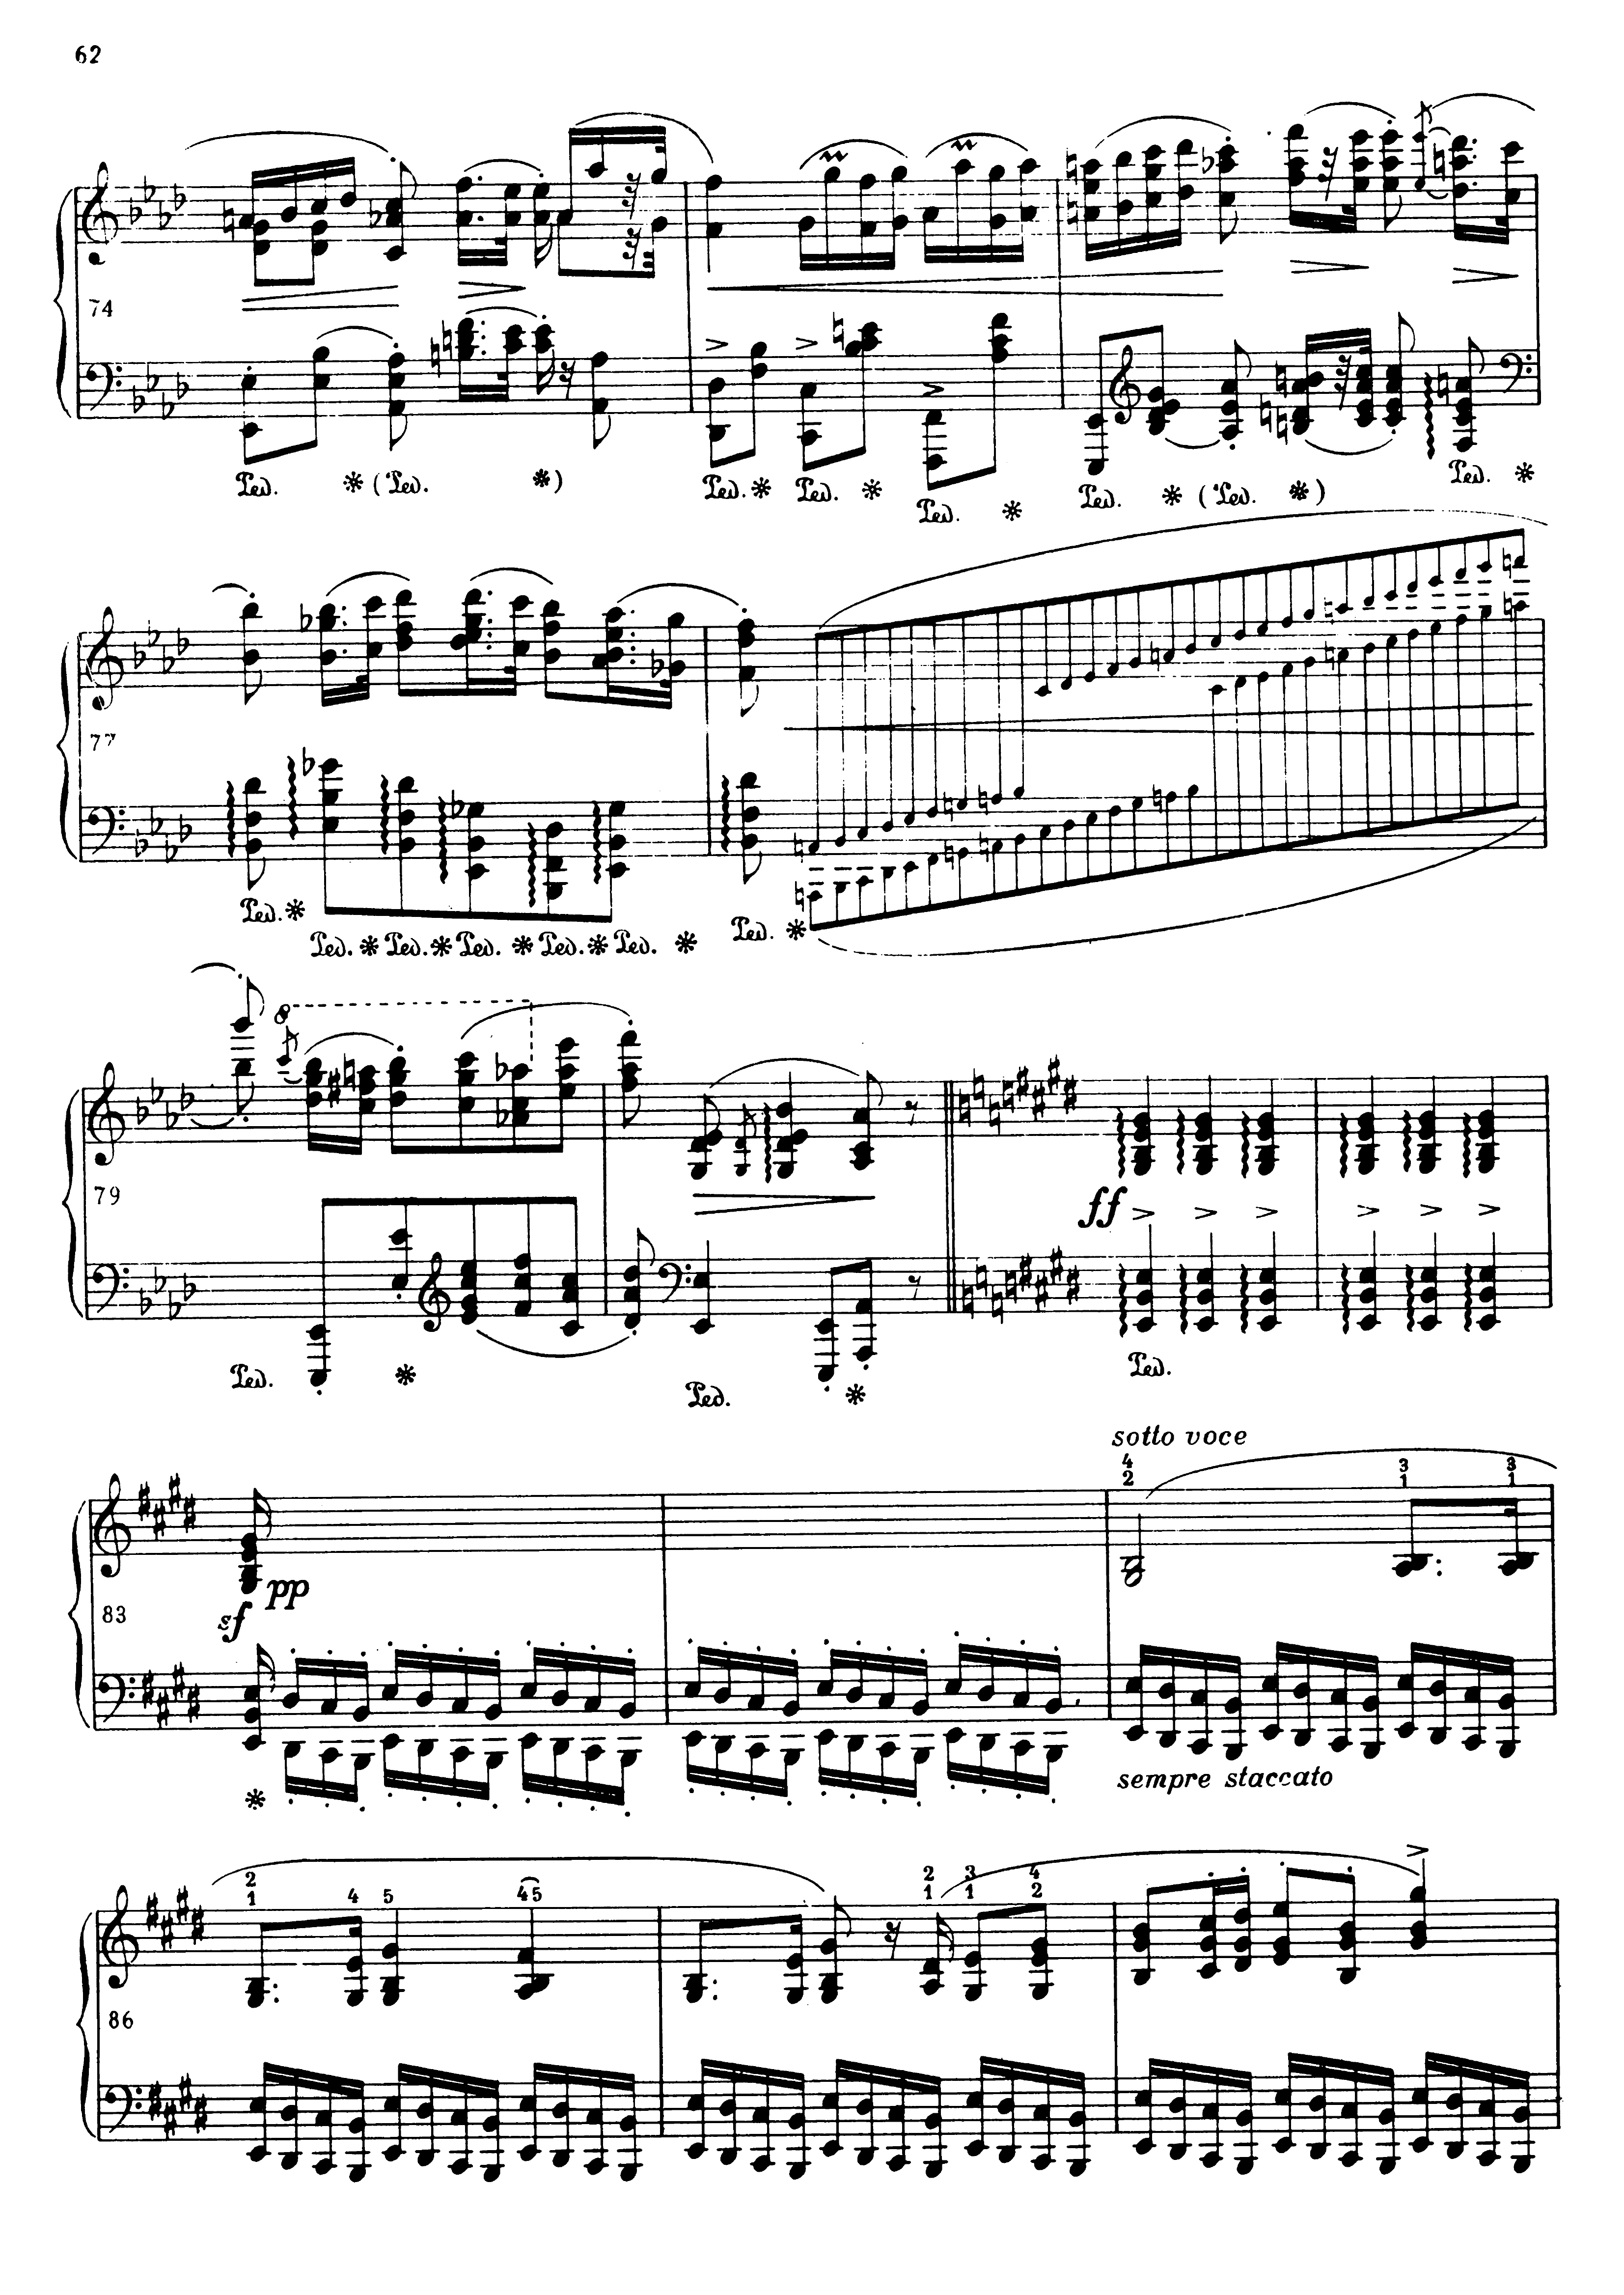 62
74
Ped. * ( Ped. * ) Ped. * Ped. * Ped. * Ped. * ( Ped. * ) Ped. *
77
Ped. * Ped. * Ped. * Ped. * Ped. * Ped. * Ped. *
8
79
ff
Ped. * Ped. * Ped.
sotto voce
4 3 3
2 1 1
pp
83
sf
* sempre staccato
2 2 3 4
1 4 5 4 5 1 1 2
86